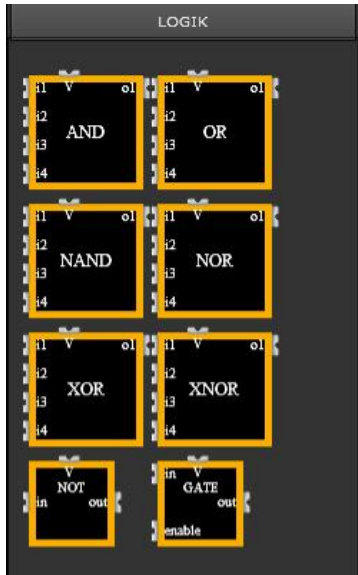 LOGIK
i1 V o1 i1 V o1
i2 i2
AND OR
i3 i3
i4 i4
i1 V o1 i1 V o1
i2 i2
NAND NOR
i3 i3
i4 i4
i1 V o1 i1 V o1
i2 i2
XOR XNOR
i3 i3
i4 i4
V in V
NOT GATE
in out out
enable